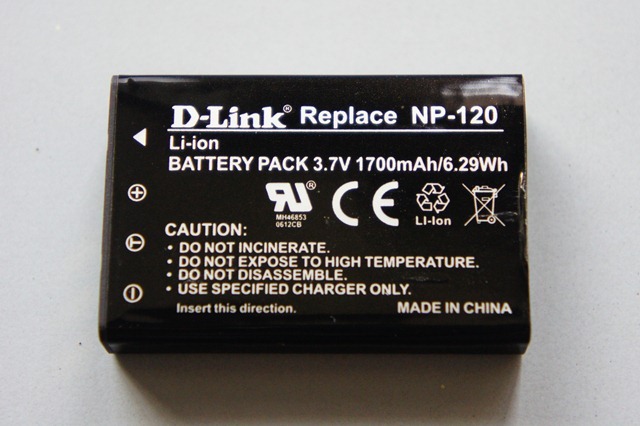 D-Link® Replace NP-120
Li-ion
BATTERY PACK 3.7V 1700mAh/6.29Wh
MH46853
0612CB
Li-Ion
CAUTION:
• DO NOT INCINERATE.
• DO NOT EXPOSE TO HIGH TEMPERATURE.
• DO NOT DISASSEMBLE.
• USE SPECIFIED CHARGER ONLY.
Insert this direction. MADE IN CHINA